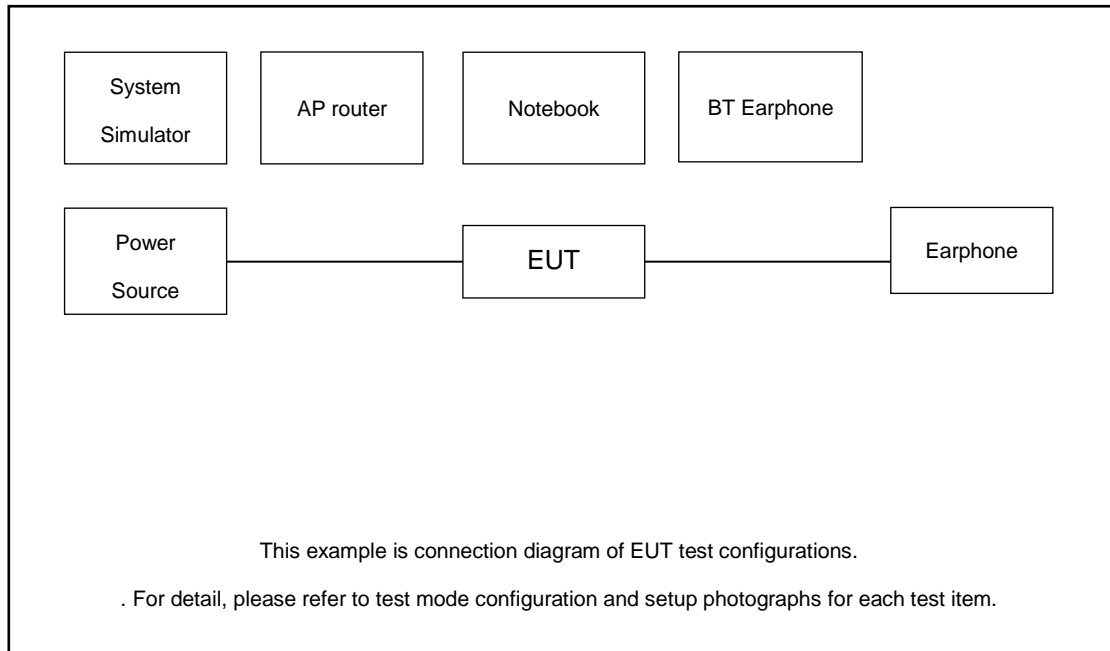 System
Simulator
AP router
Notebook
BT Earphone
Power
Source
EUT
Earphone
This example is connection diagram of EUT test configurations.
. For detail, please refer to test mode configuration and setup photographs for each test item.